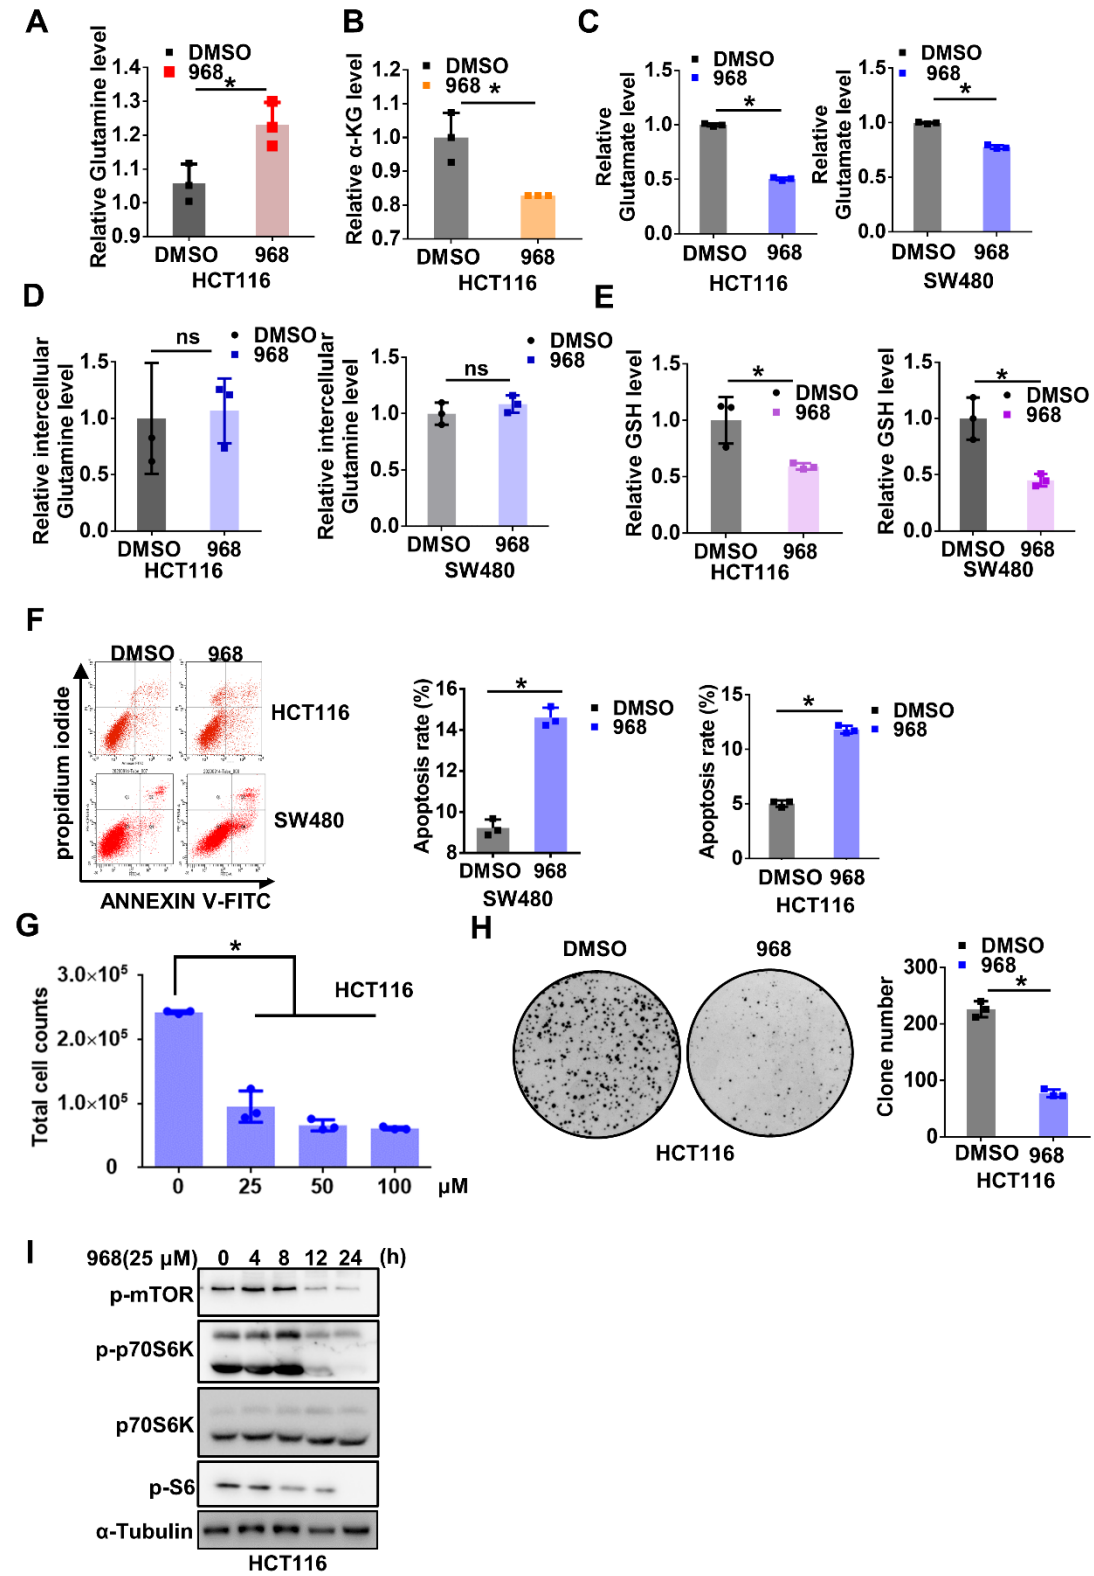 A
Relative Glutamine level
DMSO
968
*
1.4
1.3
1.2
1.1
1.0
0.9
DMSO 968
HCT116
B
Relative α-KG level
DMSO
968
*
1.2
1.1
1.0
0.9
0.8
0.7
DMSO 968
HCT116
C
Relative
Glutamate level
DMSO
968
*
1.5
1.0
0.5
0.0
DMSO 968
HCT116
Relative
Glutamate level
DMSO
968
*
1.5
1.0
0.5
0.0
DMSO 968
SW480
D
Relative intercellular
Glutamine level
ns
DMSO
968
1.5
1.0
0.5
0.0
DMSO 968
HCT116
Relative intercellular
Glutamine level
ns
DMSO
968
1.5
1.0
0.5
0.0
DMSO 968
SW480
E
Relative GSH level
*
DMSO
968
1.5
1.0
0.5
0.0
DMSO 968
HCT116
Relative GSH level
*
DMSO
968
1.5
1.0
0.5
0.0
DMSO 968
SW480
F
DMSO 968
propidium iodide
HCT116
SW480
ANNEXIN V-FITC
Apoptosis rate (%)
*
DMSO
968
16
14
12
10
8
DMSO 968
SW480
Apoptosis rate (%)
*
DMSO
968
15
10
5
0
DMSO 968
HCT116
G
Total cell counts
*
HCT116
3.0×10⁵
2.0×10⁵
1.0×10⁵
0
0 25 50 100 μM
H
DMSO 968
HCT116
Clone number
DMSO
968
*
300
200
100
0
DMSO 968
HCT116
I
968(25 μM) 0 4 8 12 24 (h)
p-mTOR
p-p70S6K
p70S6K
p-S6
α-Tubulin
HCT116